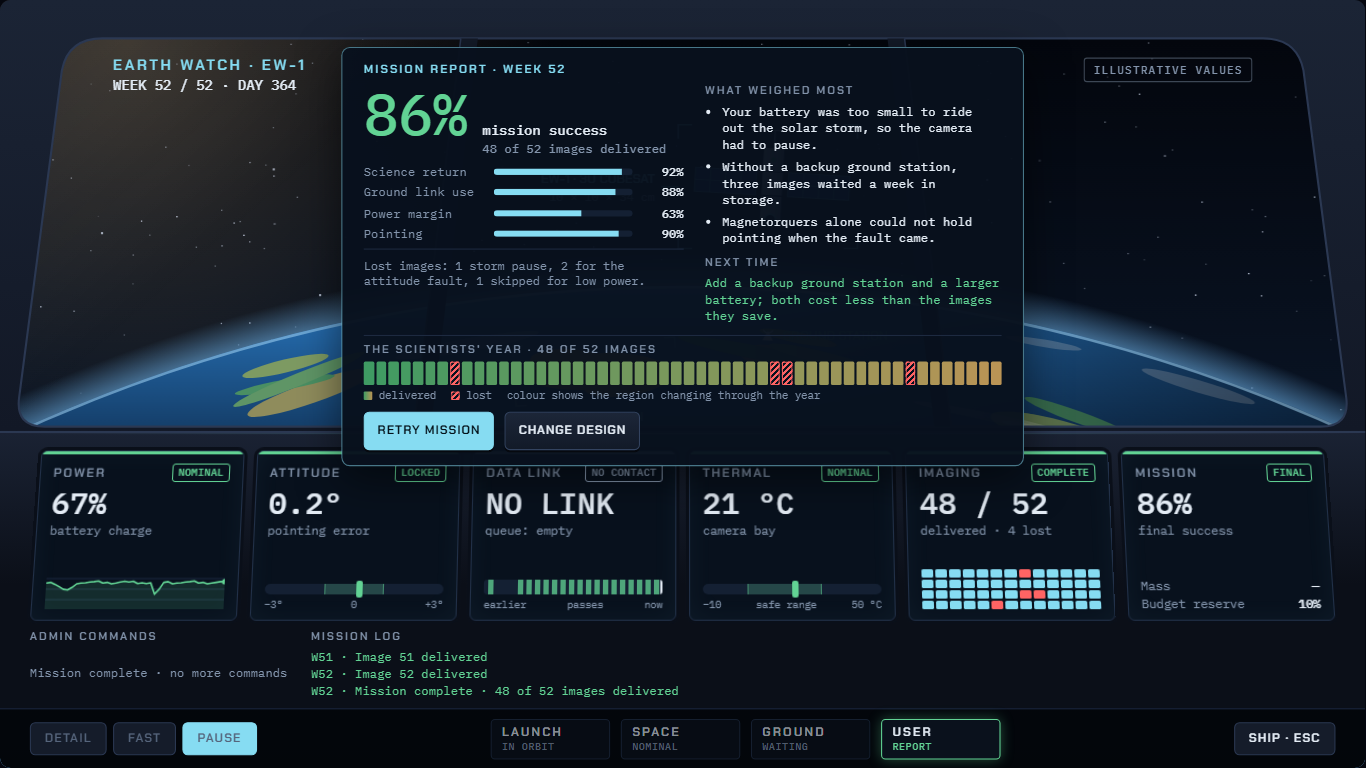 EARTH WATCH · EW-1
WEEK 52 / 52 · DAY 364
ILLUSTRATIVE VALUES
MISSION REPORT · WEEK 52
86%
mission success
48 of 52 images delivered
Science return 92%
Ground link use 88%
Power margin 63%
Pointing 90%
Lost images: 1 storm pause, 2 for the
attitude fault, 1 skipped for low power.
WHAT WEIGHED MOST
• Your battery was too small to ride
out the solar storm, so the camera
had to pause.
• Without a backup ground station,
three images waited a week in
storage.
• Magnetorquers alone could not hold
pointing when the fault came.
NEXT TIME
Add a backup ground station and a larger
battery; both cost less than the images
they save.
THE SCIENTISTS' YEAR · 48 OF 52 IMAGES
delivered lost colour shows the region changing through the year
RETRY MISSION
CHANGE DESIGN
POWER NOMINAL
67%
battery charge
ATTITUDE LOCKED
0.2°
pointing error
−3° 0 +3°
DATA LINK NO CONTACT
NO LINK
queue: empty
earlier passes now
THERMAL NOMINAL
21 °C
camera bay
−10 safe range 50 °C
IMAGING COMPLETE
48 / 52
delivered · 4 lost
MISSION FINAL
86%
final success
Mass —
Budget reserve 10%
ADMIN COMMANDS
Mission complete · no more commands
MISSION LOG
W51 · Image 51 delivered
W52 · Image 52 delivered
W52 · Mission complete · 48 of 52 images delivered
DETAIL
FAST
PAUSE
LAUNCH
IN ORBIT
SPACE
NOMINAL
GROUND
WAITING
USER
REPORT
SHIP · ESC